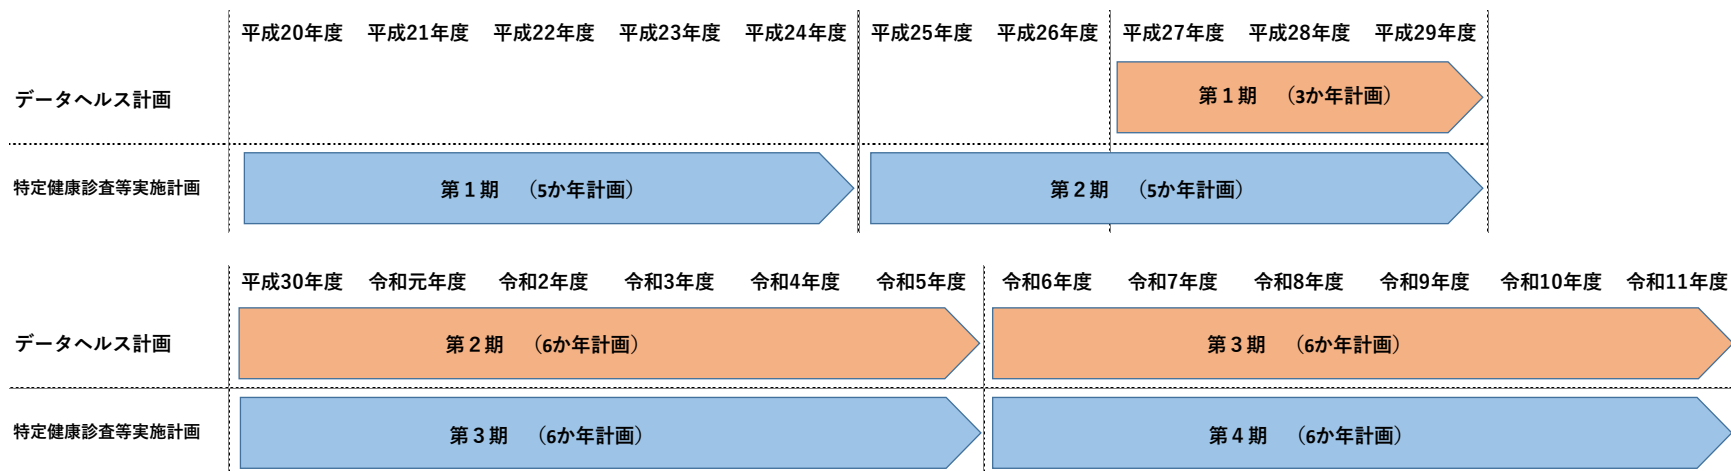 平成20年度 平成21年度 平成22年度 平成23年度 平成24年度 平成25年度 平成26年度 平成27年度 平成28年度 平成29年度
データヘルス計画 第１期 （3か年計画）
特定健康診査等実施計画 第１期 （5か年計画） 第２期 （5か年計画）
平成30年度 令和元年度 令和2年度 令和3年度 令和4年度 令和5年度 令和6年度 令和7年度 令和8年度 令和9年度 令和10年度 令和11年度
データヘルス計画 第２期 （6か年計画） 第３期 （6か年計画）
特定健康診査等実施計画 第３期 （6か年計画） 第４期 （6か年計画）